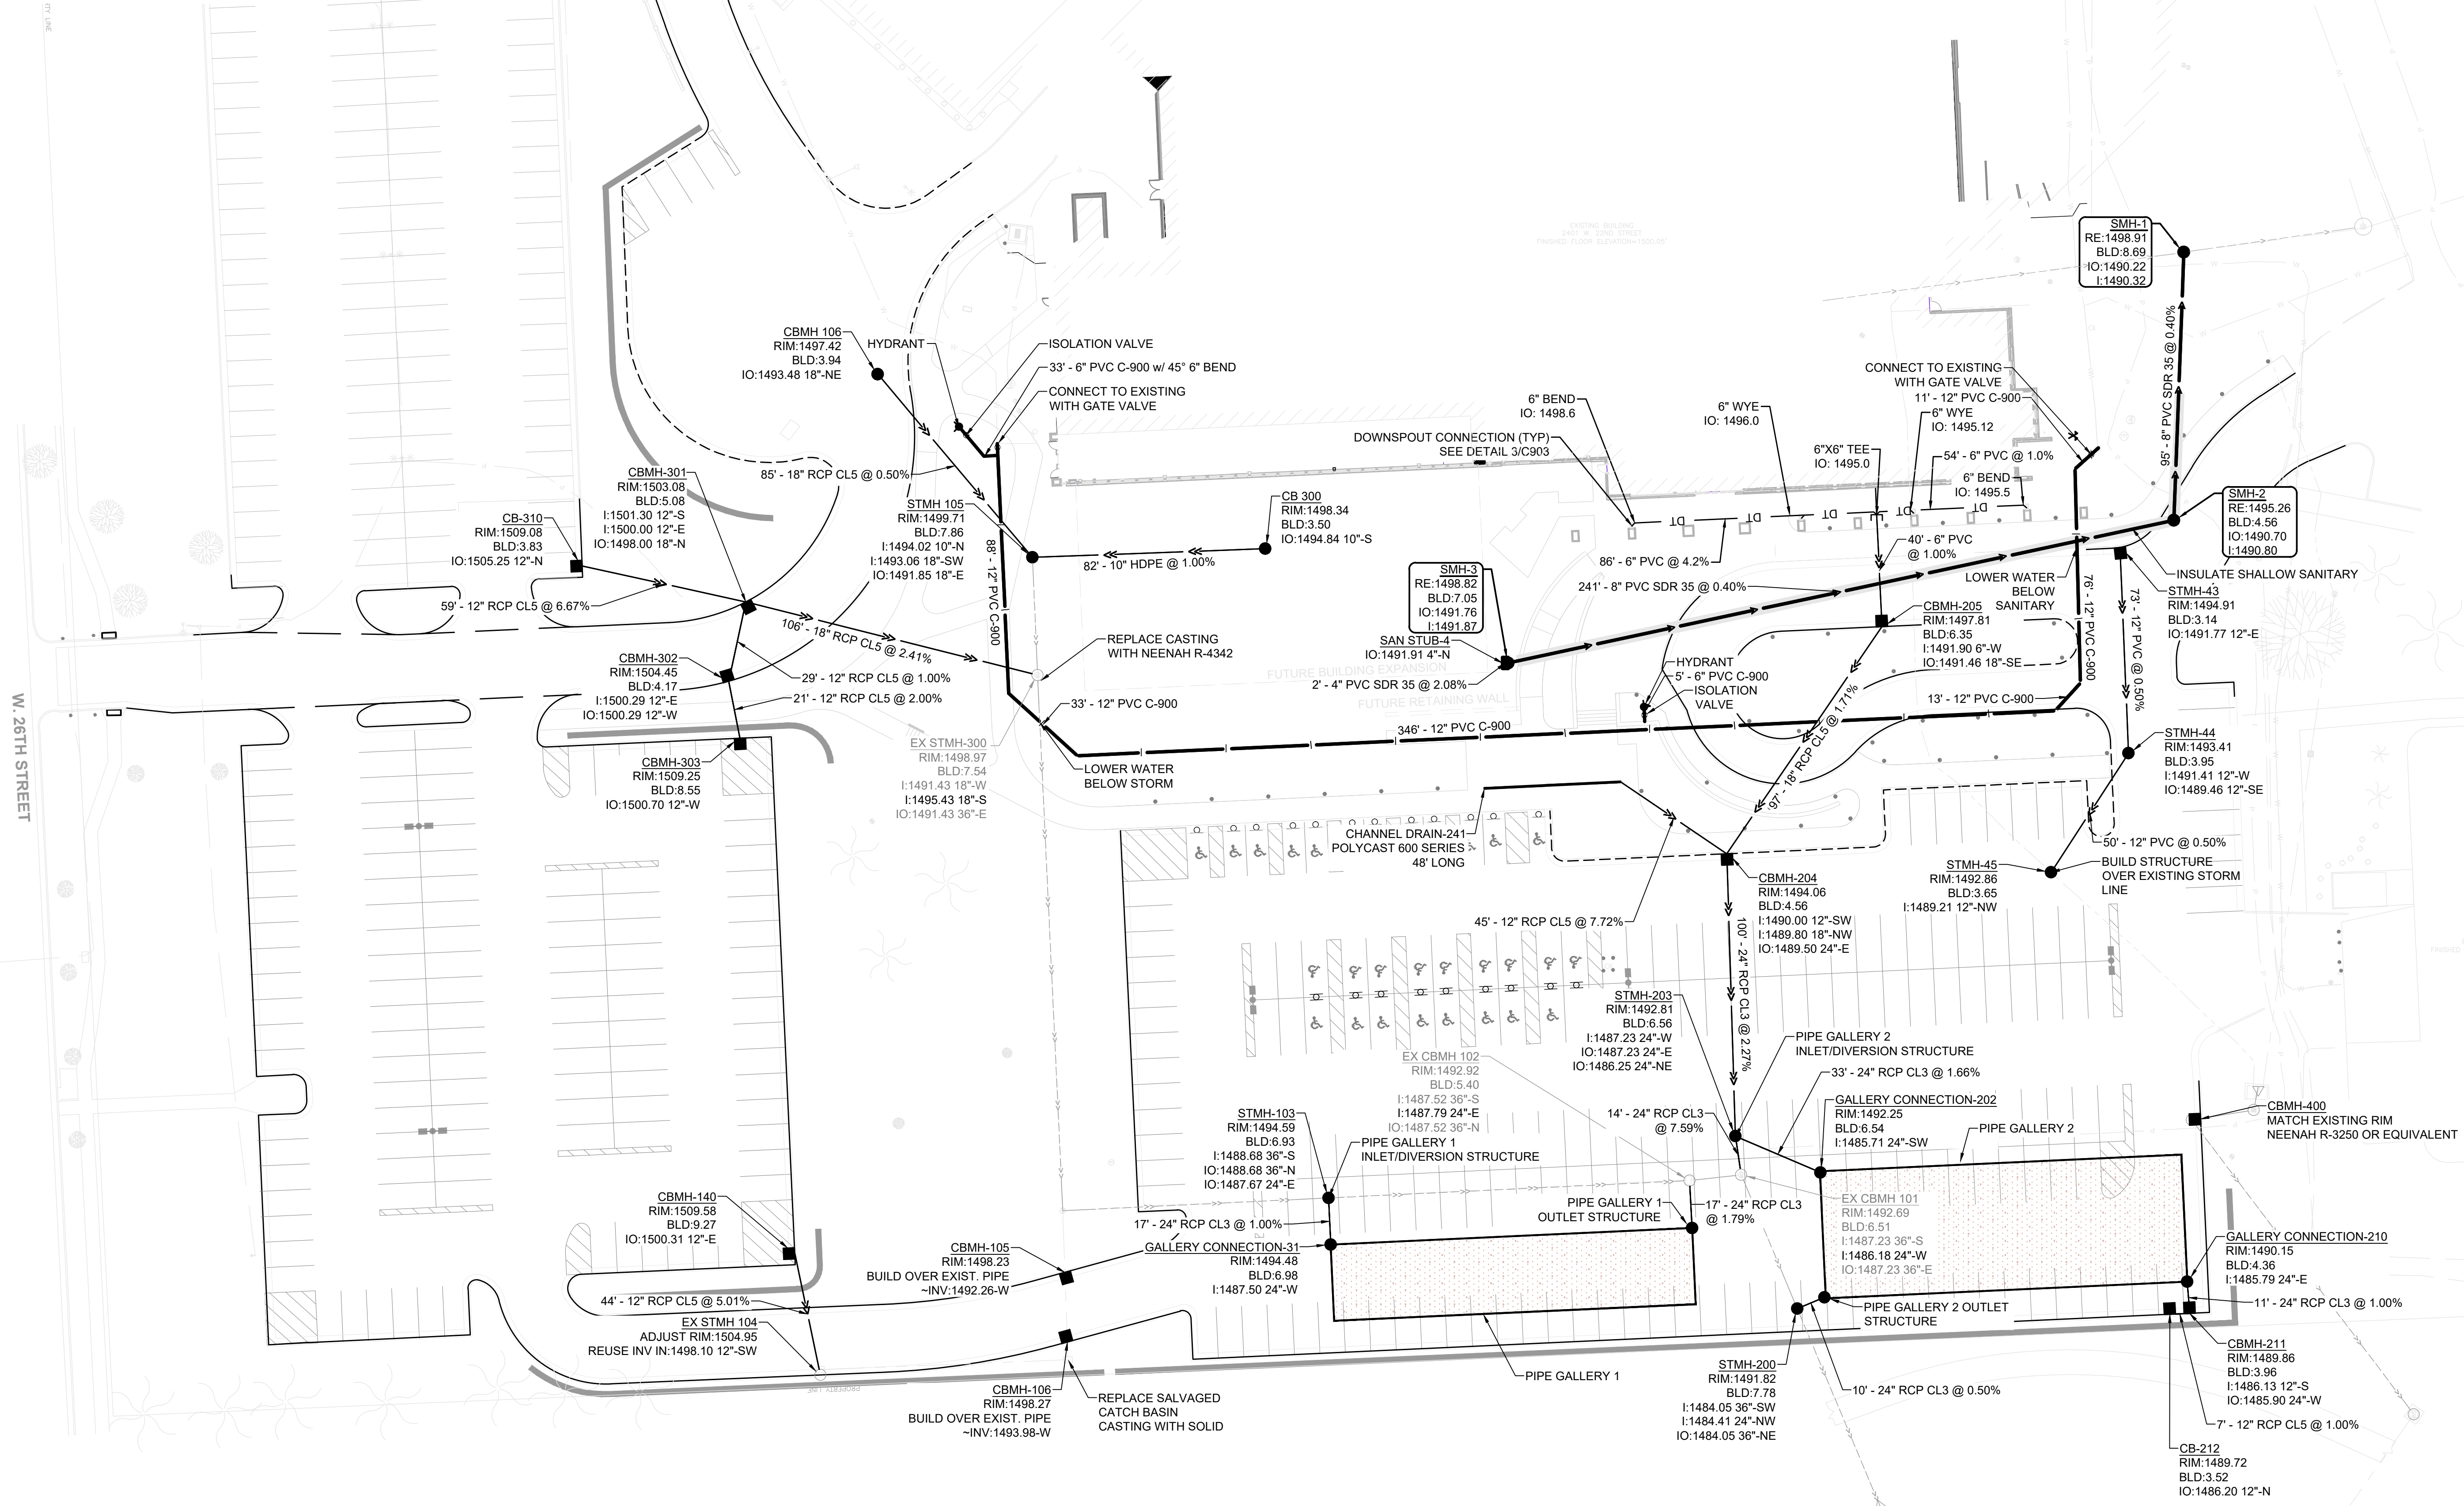 ITY LINE
W. 26TH STREET
EXISTING BUILDING
2401 W. 22ND STREET
FINISHED FLOOR ELEVATION=1500.05'
SMH-1
RE:1498.91
BLD:8.69
IO:1490.22
I:1490.32
95' - 8" PVC SDR 35 @ 0.40%
CBMH 106
RIM:1497.42
BLD:3.94
IO:1493.48 18"-NE
HYDRANT
ISOLATION VALVE
33' - 6" PVC C-900 w/ 45° 6" BEND
CONNECT TO EXISTING
WITH GATE VALVE
85' - 18" RCP CL5 @ 0.50%
STMH 105
RIM:1499.71
BLD:7.86
I:1494.02 10"-N
I:1493.06 18"-SW
IO:1491.85 18"-E
88' - 12" PVC C-900
82' - 10" HDPE @ 1.00%
CB 300
RIM:1498.34
BLD:3.50
IO:1494.84 10"-S
6" BEND
IO: 1498.6
DOWNSPOUT CONNECTION (TYP)
SEE DETAIL 3/C903
6" WYE
IO: 1496.0
6"X6" TEE
IO: 1495.0
CONNECT TO EXISTING
WITH GATE VALVE
11' - 12" PVC C-900
6" WYE
IO: 1495.12
54' - 6" PVC @ 1.0%
6" BEND
IO: 1495.5
DT
DT
DT
DT
DT
86' - 6" PVC @ 4.2%
40' - 6" PVC
@ 1.00%
SMH-2
RE:1495.26
BLD:4.56
IO:1490.70
I:1490.80
INSULATE SHALLOW SANITARY
LOWER WATER
BELOW
SANITARY
241' - 8" PVC SDR 35 @ 0.40%
SMH-3
RE:1498.82
BLD:7.05
IO:1491.76
I:1491.87
SAN STUB-4
IO:1491.91 4"-N
2' - 4" PVC SDR 35 @ 2.08%
FUTURE BUILDING EXPANSION
FUTURE RETAINING WALL
HYDRANT
5' - 6" PVC C-900
ISOLATION
VALVE
CBMH-205
RIM:1497.81
BLD:6.35
I:1491.90 6"-W
IO:1491.46 18"-SE
76' - 12" PVC C-900
STMH-43
RIM:1494.91
BLD:3.14
IO:1491.77 12"-E
73' - 12" PVC @ 0.50%
13' - 12" PVC C-900
STMH-44
RIM:1493.41
BLD:3.95
I:1491.41 12"-W
IO:1489.46 12"-SE
50' - 12" PVC @ 0.50%
STMH-45
RIM:1492.86
BLD:3.65
I:1489.21 12"-NW
BUILD STRUCTURE
OVER EXISTING STORM
LINE
CBMH-301
RIM:1503.08
BLD:5.08
I:1501.30 12"-S
I:1500.00 12"-E
IO:1498.00 18"-N
CB-310
RIM:1509.08
BLD:3.83
IO:1505.25 12"-N
59' - 12" RCP CL5 @ 6.67%
106' - 18" RCP CL5 @ 2.41%
CBMH-302
RIM:1504.45
BLD:4.17
I:1500.29 12"-E
IO:1500.29 12"-W
29' - 12" RCP CL5 @ 1.00%
21' - 12" RCP CL5 @ 2.00%
CBMH-303
RIM:1509.25
BLD:8.55
IO:1500.70 12"-W
REPLACE CASTING
WITH NEENAH R-4342
33' - 12" PVC C-900
346' - 12" PVC C-900
EX STMH-300
RIM:1498.97
BLD:7.54
I:1491.43 18"-W
I:1495.43 18"-S
IO:1491.43 36"-E
LOWER WATER
BELOW STORM
97' - 18" RCP CL5 @ 1.71%
CHANNEL DRAIN-241
POLYCAST 600 SERIES
48' LONG
45' - 12" RCP CL5 @ 7.72%
CBMH-204
RIM:1494.06
BLD:4.56
I:1490.00 12"-SW
I:1489.80 18"-NW
IO:1489.50 24"-E
100' - 24" RCP CL3 @ 2.27%
STMH-203
RIM:1492.81
BLD:6.56
I:1487.23 24"-W
IO:1487.23 24"-E
IO:1486.25 24"-NE
PIPE GALLERY 2
INLET/DIVERSION STRUCTURE
33' - 24" RCP CL3 @ 1.66%
EX CBMH 102
RIM:1492.92
BLD:5.40
I:1487.52 36"-S
I:1487.79 24"-E
IO:1487.52 36"-N
14' - 24" RCP CL3
@ 7.59%
GALLERY CONNECTION-202
RIM:1492.25
BLD:6.54
I:1485.71 24"-SW
PIPE GALLERY 2
CBMH-400
MATCH EXISTING RIM
NEENAH R-3250 OR EQUIVALENT
STMH-103
RIM:1494.59
BLD:6.93
I:1488.68 36"-S
IO:1488.68 36"-N
IO:1487.67 24"-E
PIPE GALLERY 1
INLET/DIVERSION STRUCTURE
PIPE GALLERY 1
OUTLET STRUCTURE
17' - 24" RCP CL3
@ 1.79%
EX CBMH 101
RIM:1492.69
BLD:6.51
I:1487.23 36"-S
I:1486.18 24"-W
IO:1487.23 36"-E
17' - 24" RCP CL3 @ 1.00%
GALLERY CONNECTION-31
RIM:1494.48
BLD:6.98
I:1487.50 24"-W
CBMH-140
RIM:1509.58
BLD:9.27
IO:1500.31 12"-E
CBMH-105
RIM:1498.23
BUILD OVER EXIST. PIPE
~INV:1492.26-W
44' - 12" RCP CL5 @ 5.01%
EX STMH 104
ADJUST RIM:1504.95
REUSE INV IN:1498.10 12"-SW
PROPERTY LINE
CBMH-106
RIM:1498.27
BUILD OVER EXIST. PIPE
~INV:1493.98-W
REPLACE SALVAGED
CATCH BASIN
CASTING WITH SOLID
PIPE GALLERY 1
PIPE GALLERY 2 OUTLET
STRUCTURE
STMH-200
RIM:1491.82
BLD:7.78
I:1484.05 36"-SW
I:1484.41 24"-NW
IO:1484.05 36"-NE
10' - 24" RCP CL3 @ 0.50%
GALLERY CONNECTION-210
RIM:1490.15
BLD:4.36
I:1485.79 24"-E
11' - 24" RCP CL3 @ 1.00%
CBMH-211
RIM:1489.86
BLD:3.96
I:1486.13 12"-S
IO:1485.90 24"-W
7' - 12" RCP CL5 @ 1.00%
CB-212
RIM:1489.72
BLD:3.52
IO:1486.20 12"-N
FINISHED